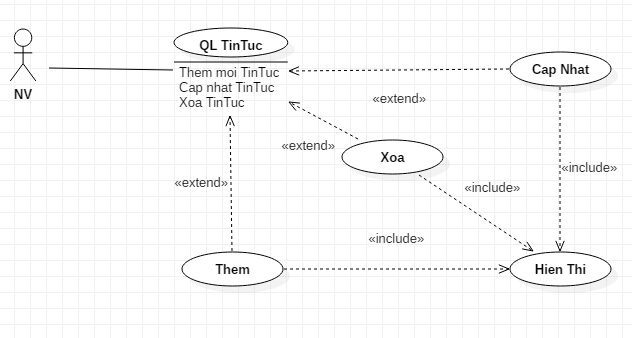 QL TinTuc
Them moi TinTuc
Cap nhat TinTuc
Xoa TinTuc
NV
Cap Nhat
«extend»
«extend»
Xoa
«include»
«extend»
«include»
«include»
Them
Hien Thi